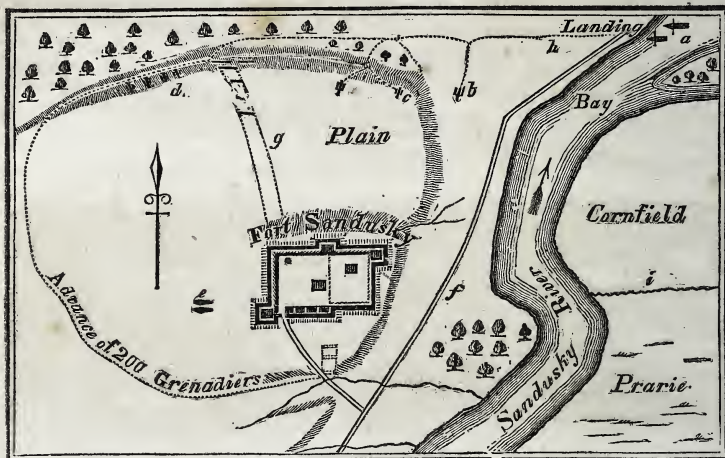 Landing
a
h
b
c
d.
Bay
g
Plain
Cornfield
Fort Sandusky
River
i
e
f
Advance of 200 Grenadiers
Sandusky
Prarie.